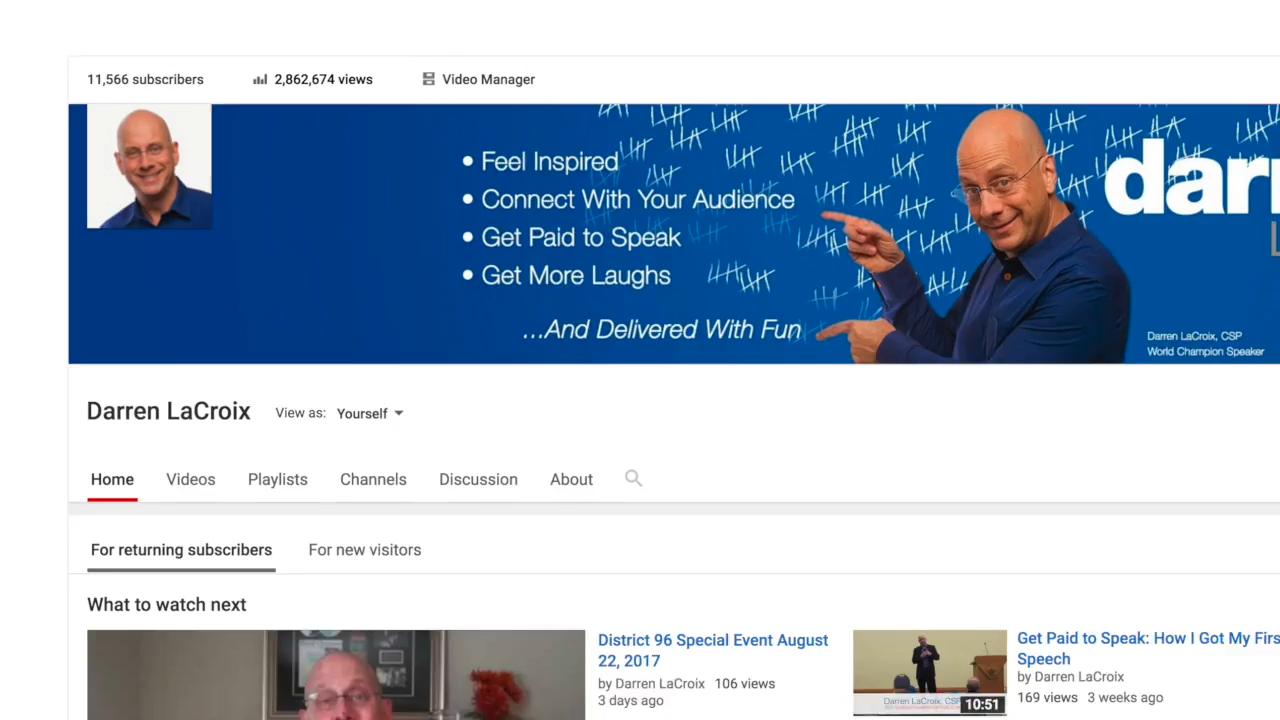 11,566 subscribers
2,862,674 views
Video Manager
• Feel Inspired
• Connect With Your Audience
• Get Paid to Speak
• Get More Laughs
...And Delivered With Fun
Darren LaCroix, CSP
World Champion Speaker
Darren LaCroix
View as: Yourself
Home
Videos
Playlists
Channels
Discussion
About
For returning subscribers
For new visitors
What to watch next
District 96 Special Event August
22, 2017
by Darren LaCroix 106 views
3 days ago
Darren LaCroix, CSP
10:51
Get Paid to Speak: How I Got My Firs
Speech
by Darren LaCroix
169 views 3 weeks ago